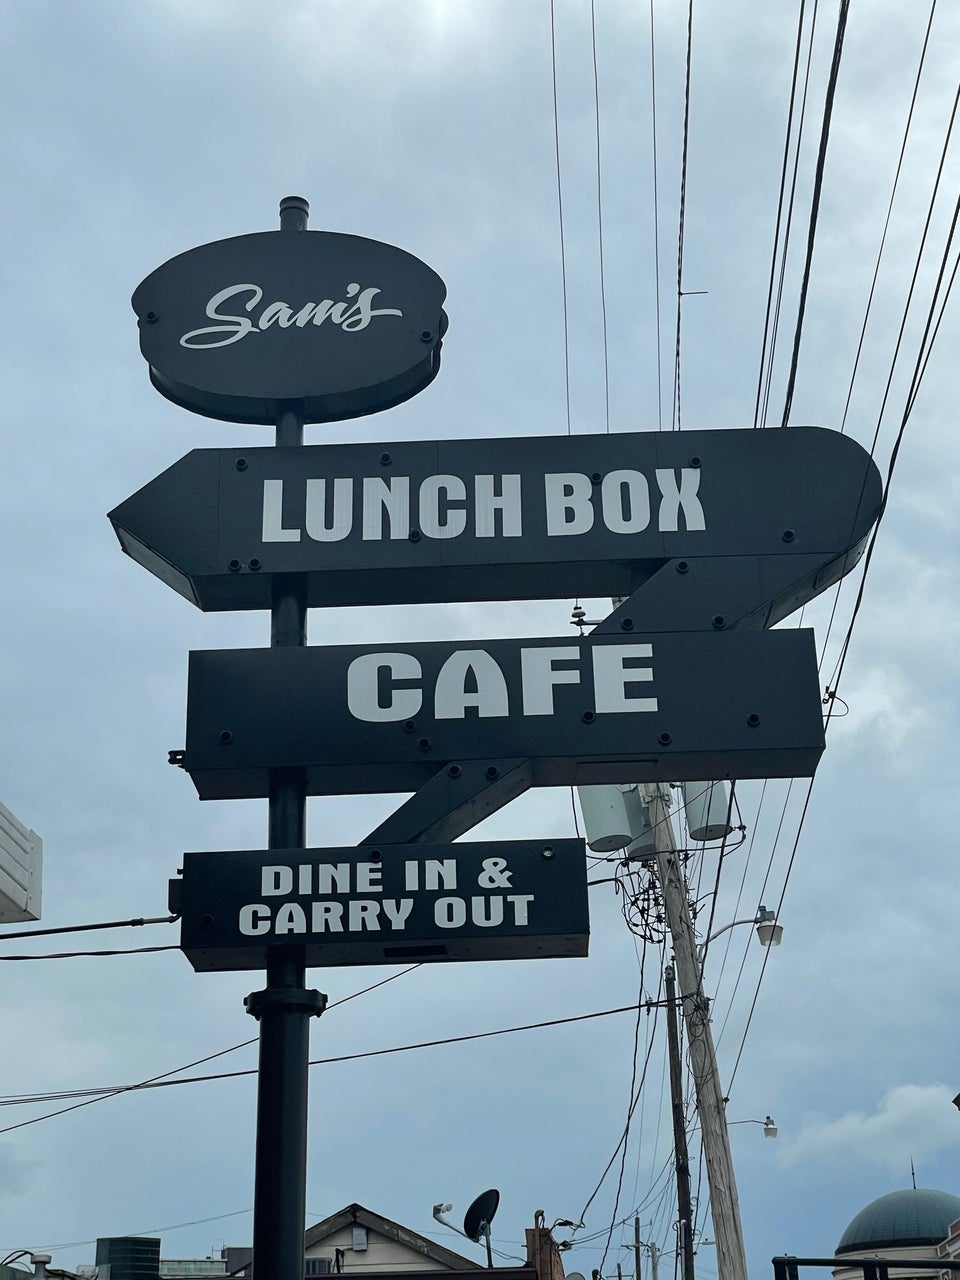 Sam's
LUNCH BOX
CAFE
DINE IN &
CARRY OUT